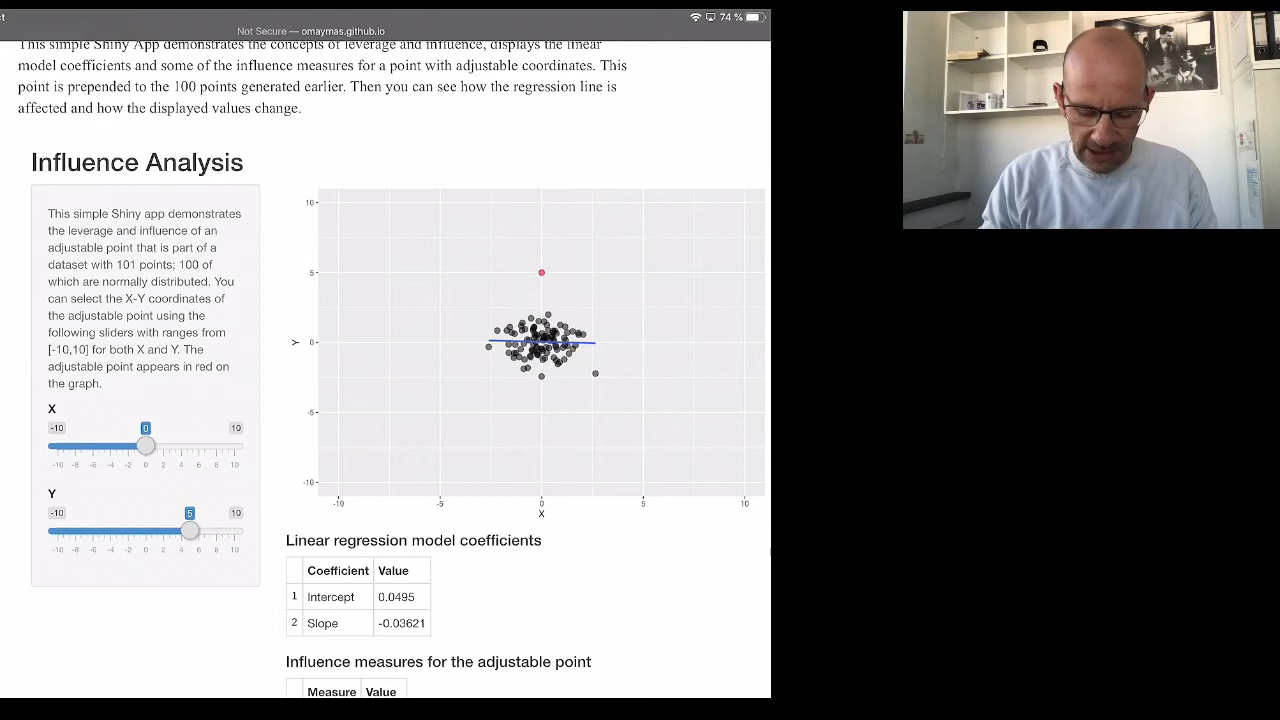 ct
74 %
Not Secure — omaymas.github.io
This simple Shiny App demonstrates the concepts of leverage and influence, displays the linear
model coefficients and some of the influence measures for a point with adjustable coordinates. This
point is prepended to the 100 points generated earlier. Then you can see how the regression line is
affected and how the displayed values change.
Influence Analysis
This simple Shiny app demonstrates
the leverage and influence of an
adjustable point that is part of a
dataset with 101 points; 100 of
which are normally distributed. You
can select the X-Y coordinates of
the adjustable point using the
following sliders with ranges from
[-10,10] for both X and Y. The
adjustable point appears in red on
the graph.
X
-10 0 10
-10 -8 -6 -4 -2 0 2 4 6 8 10
Y
-10 5 10
-10 -8 -6 -4 -2 0 2 4 6 8 10
10
5
Y 0
-5
-10
-10 -5 0 5 10
X
Linear regression model coefficients
Coefficient Value
1 Intercept 0.0495
2 Slope -0.03621
Influence measures for the adjustable point
Measure Value